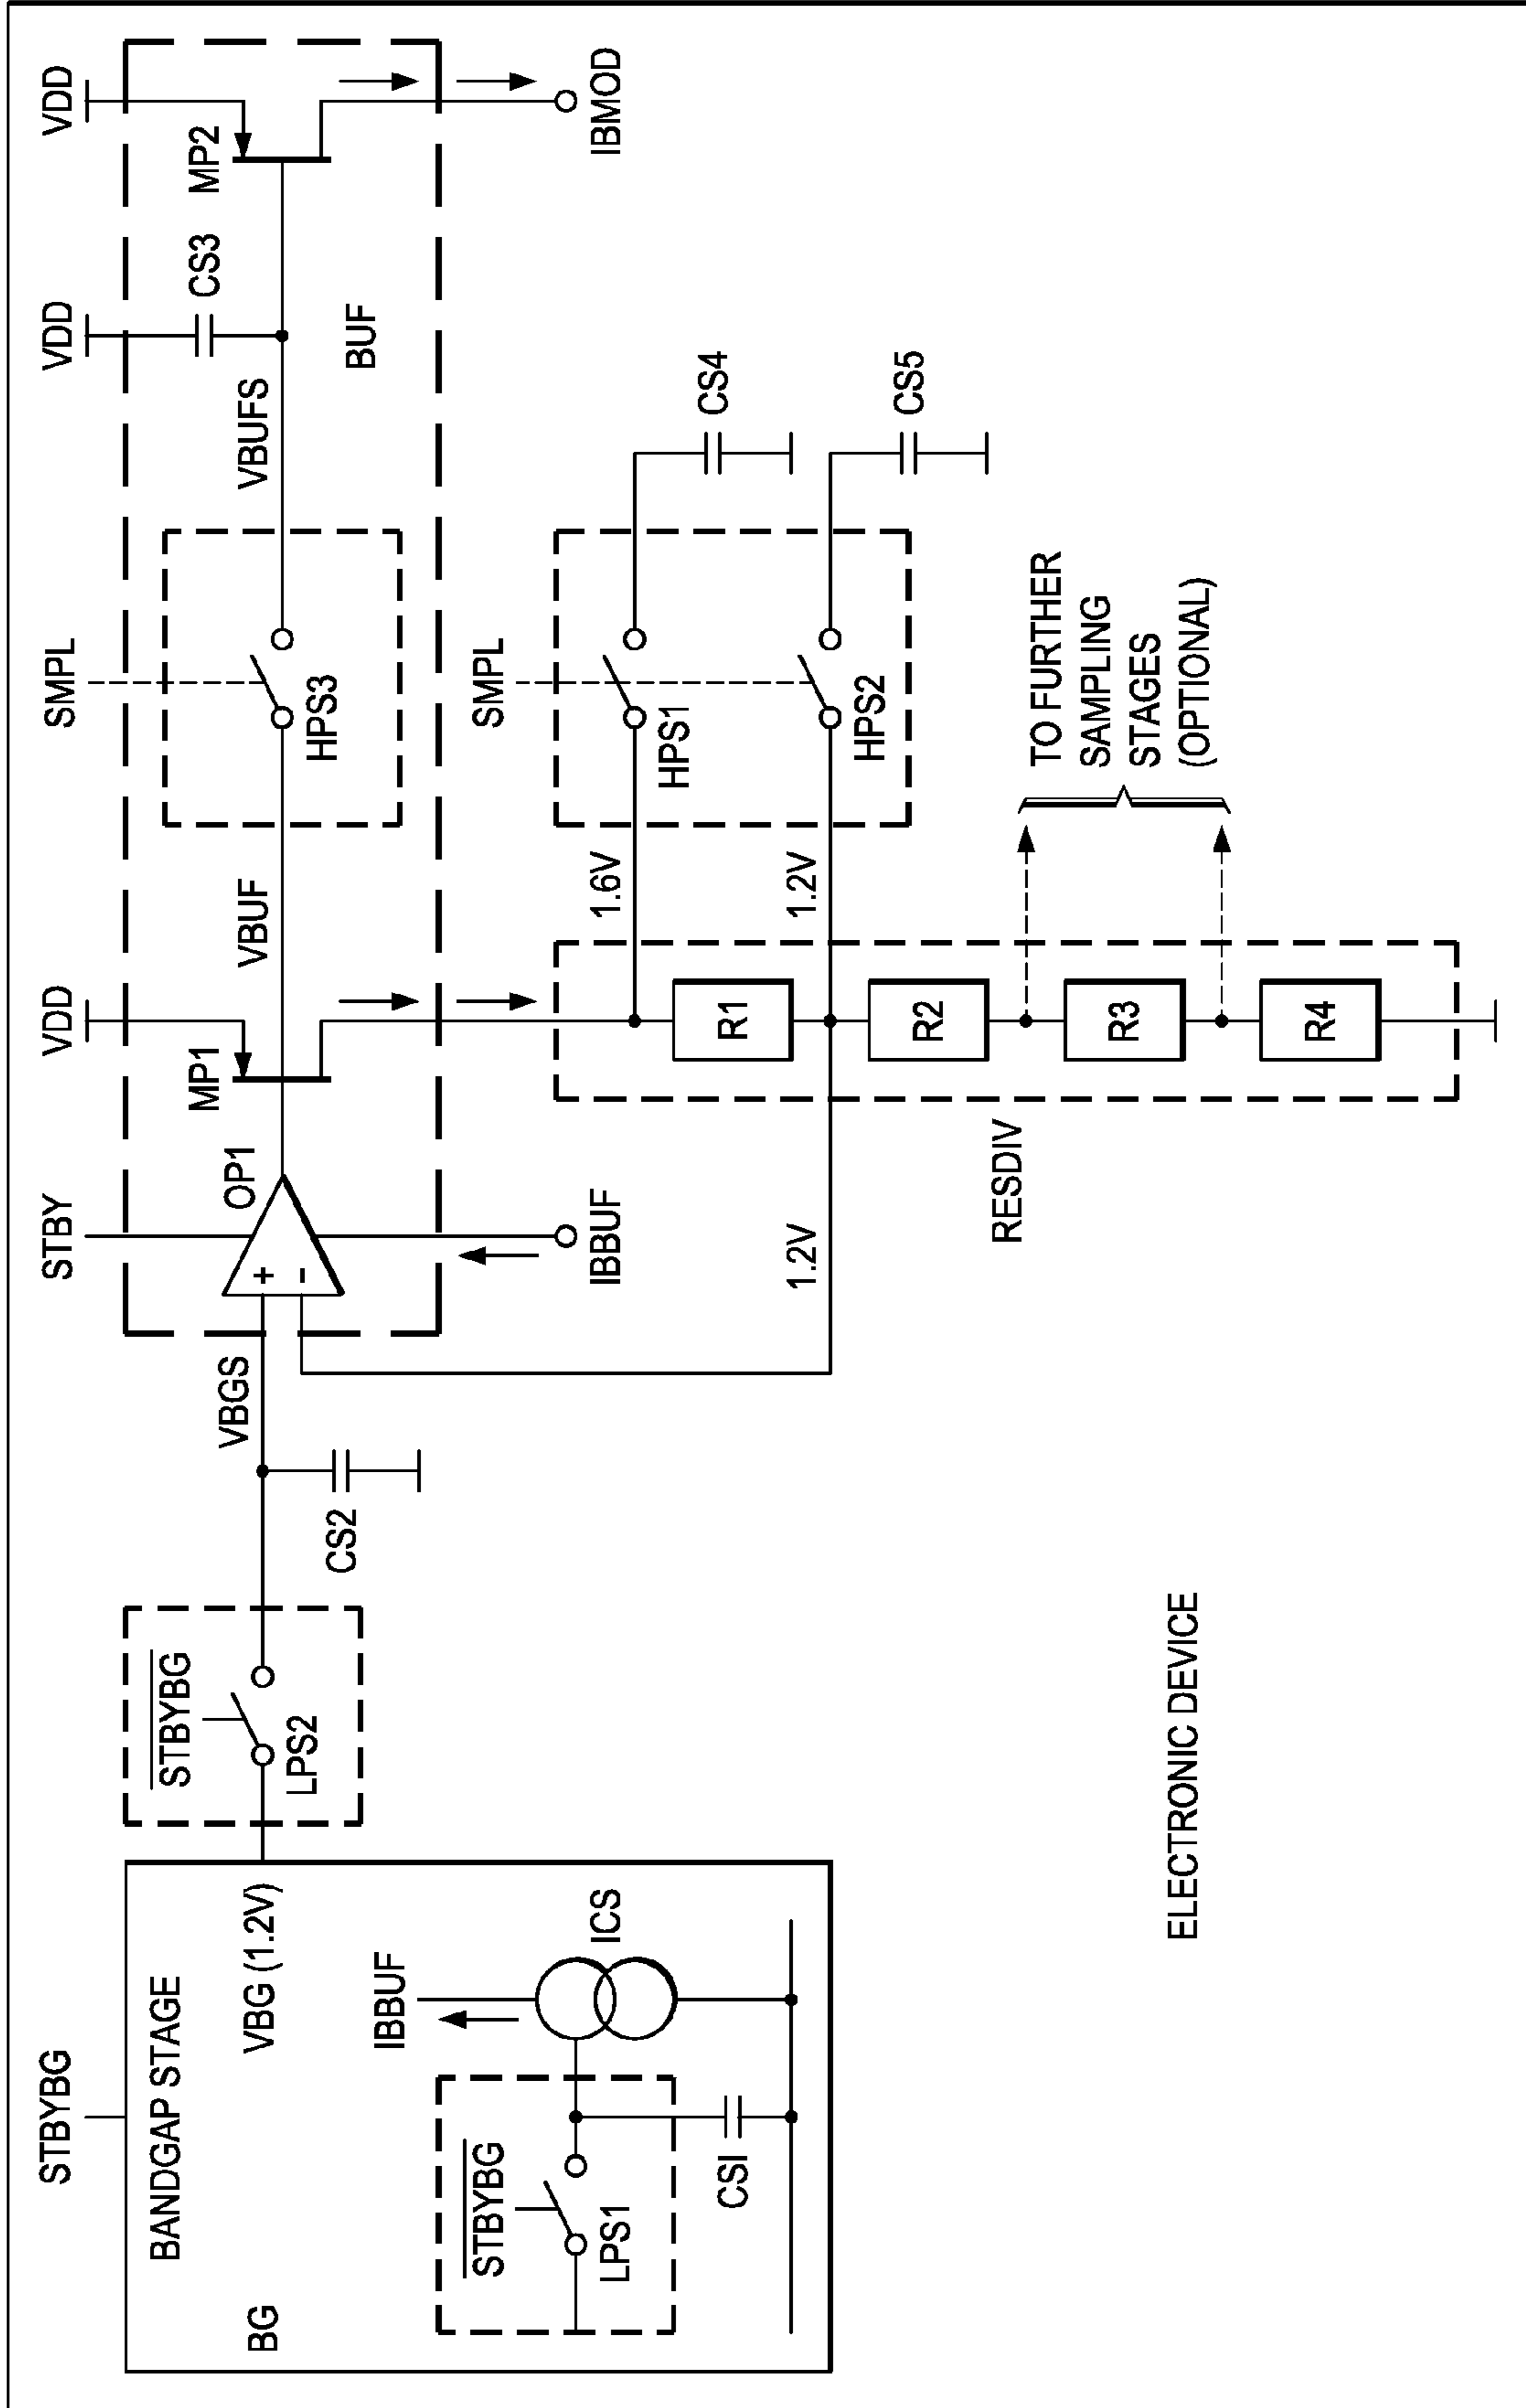 STBYBG
BANDGAP STAGE
BG
VBG (1.2V)
STBYBG
LPS1
CSI
IBBUF
ICS
STBYBG
LPS2
CS2
VBGS
STBY
OP1
+
-
IBBUF
VDD
MP1
VBUF
SMPL
HPS3
VBUFS
VDD
CS3
BUF
VDD
MP2
IBMOD
1.2V
RESDIV
R1
R2
R3
R4
1.6V
1.2V
SMPL
HPS1
HPS2
CS4
CS5
TO FURTHER
SAMPLING
STAGES
(OPTIONAL)
ELECTRONIC DEVICE